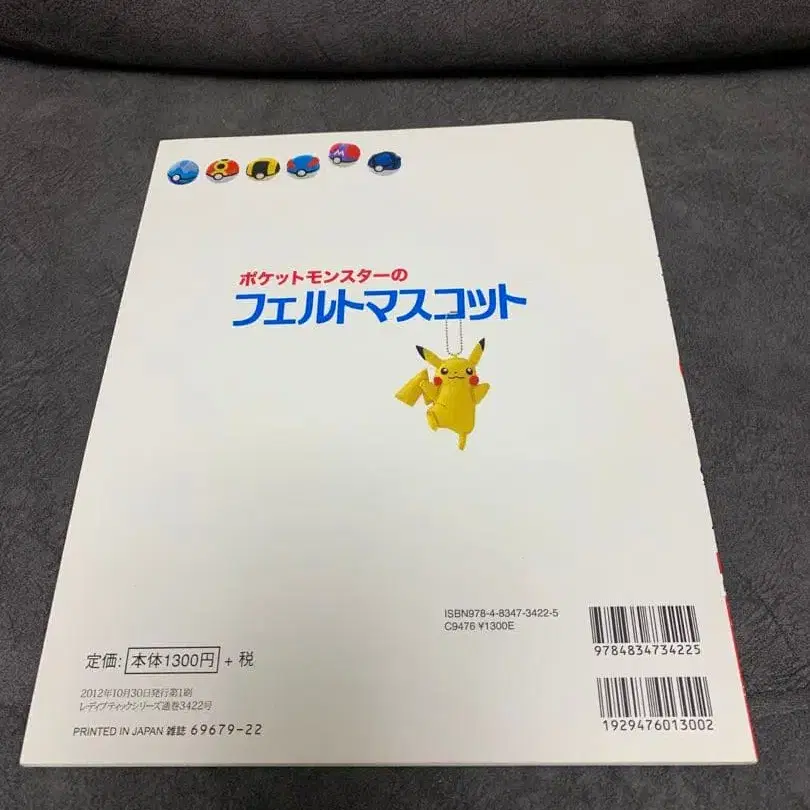 ポケットモンスターの
フェルトマスコット
ISBN978-4-8347-3422-5
C9476 ¥1300E
9784834734225
定価: 本体1300円 + 税
2012年10月30日発行第1刷
レディブティックシリーズ通巻3422号
1929476013002
PRINTED IN JAPAN 雑誌 69679-22